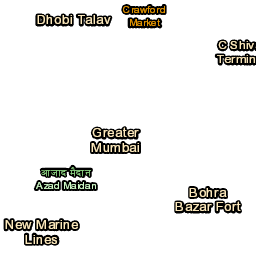 Crawford
Market
Dhobi Talav
C Shiv
Termin
Greater
Mumbai
आजाद मैदान
Azad Maidan
Bohra
Bazar Fort
New Marine
Lines